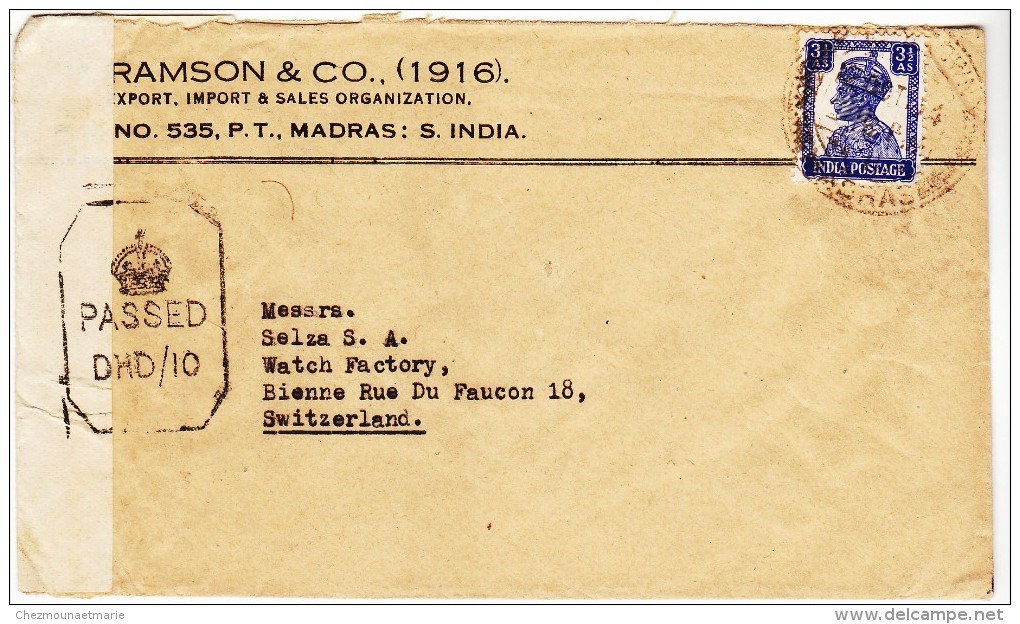 RAMSON & CO., (1916).
EXPORT, IMPORT & SALES ORGANIZATION,
NO. 535, P. T., MADRAS: S. INDIA.
3½ AS 3½ AS
INDIA POSTAGE
PASSED
DHD/10
Messrs.
Selza S. A.
Watch Factory,
Bienne Rue Du Faucon 18,
Switzerland.
Chezmounaetmarie
www.delcampe.net